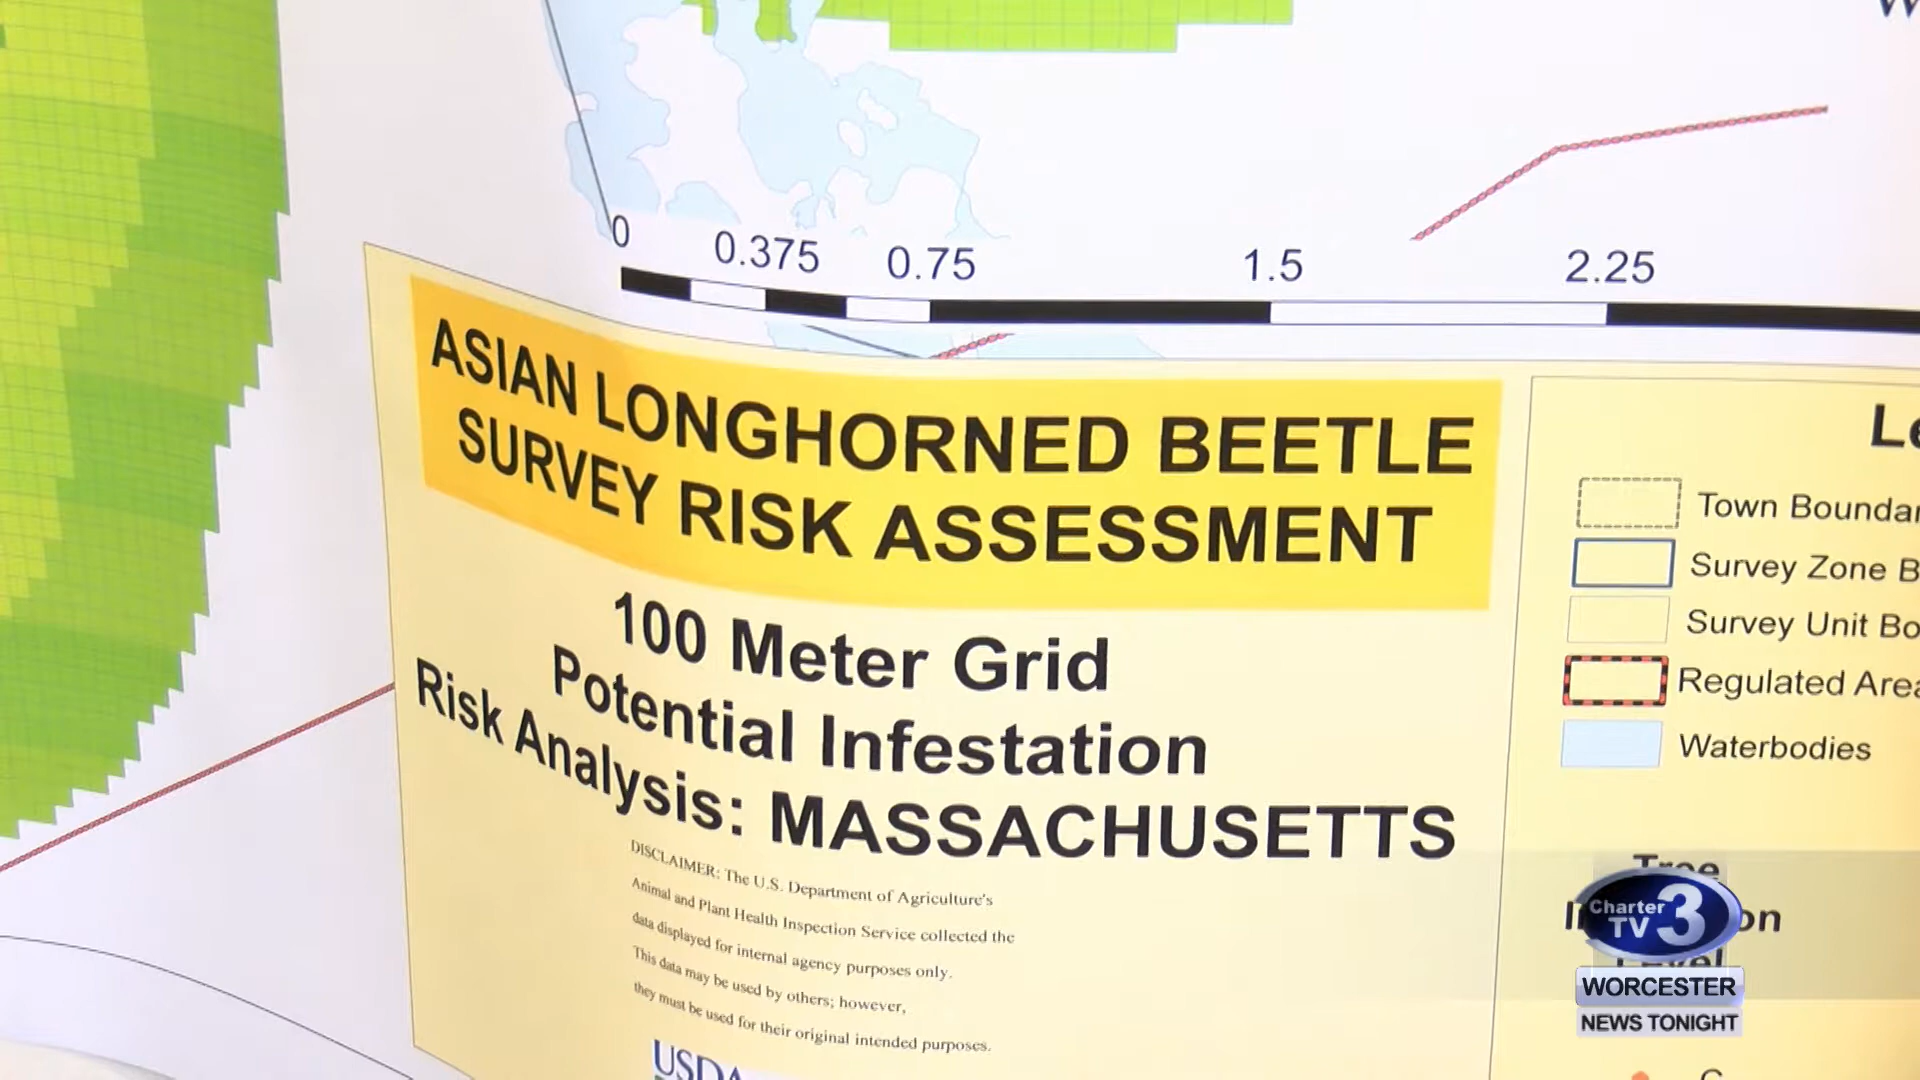 0 0.375 0.75 1.5 2.25
ASIAN LONGHORNED BEETLE
SURVEY RISK ASSESSMENT
100 Meter Grid
Potential Infestation
Risk Analysis: MASSACHUSETTS
DISCLAIMER: The U.S. Department of Agriculture's
Animal and Plant Health Inspection Service collected the
data displayed for internal agency purposes only.
This data may be used by others; however,
they must be used for their original intended purposes.
USDA
Town
Survey Zone
Survey Unit
Regulated
Waterbodies
Tree
Level
Charter
TV 3
WORCESTER
NEWS TONIGHT